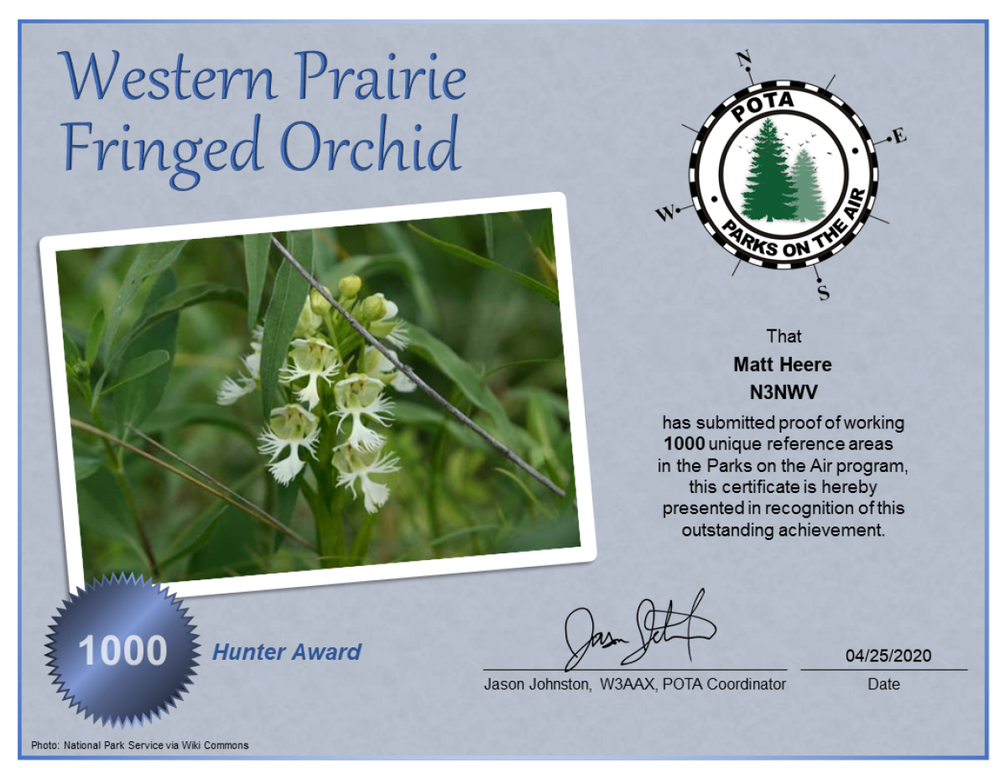 Western Prairie
Fringed Orchid
N
E
W
S
POTA
PARKS ON THE AIR
That
Matt Heere
N3NWV
has submitted proof of working
1000 unique reference areas
in the Parks on the Air program,
this certificate is hereby
presented in recognition of this
outstanding achievement.
1000
Hunter Award
04/25/2020
Jason Johnston, W3AAX, POTA Coordinator
Date
Photo: National Park Service via Wiki Commons